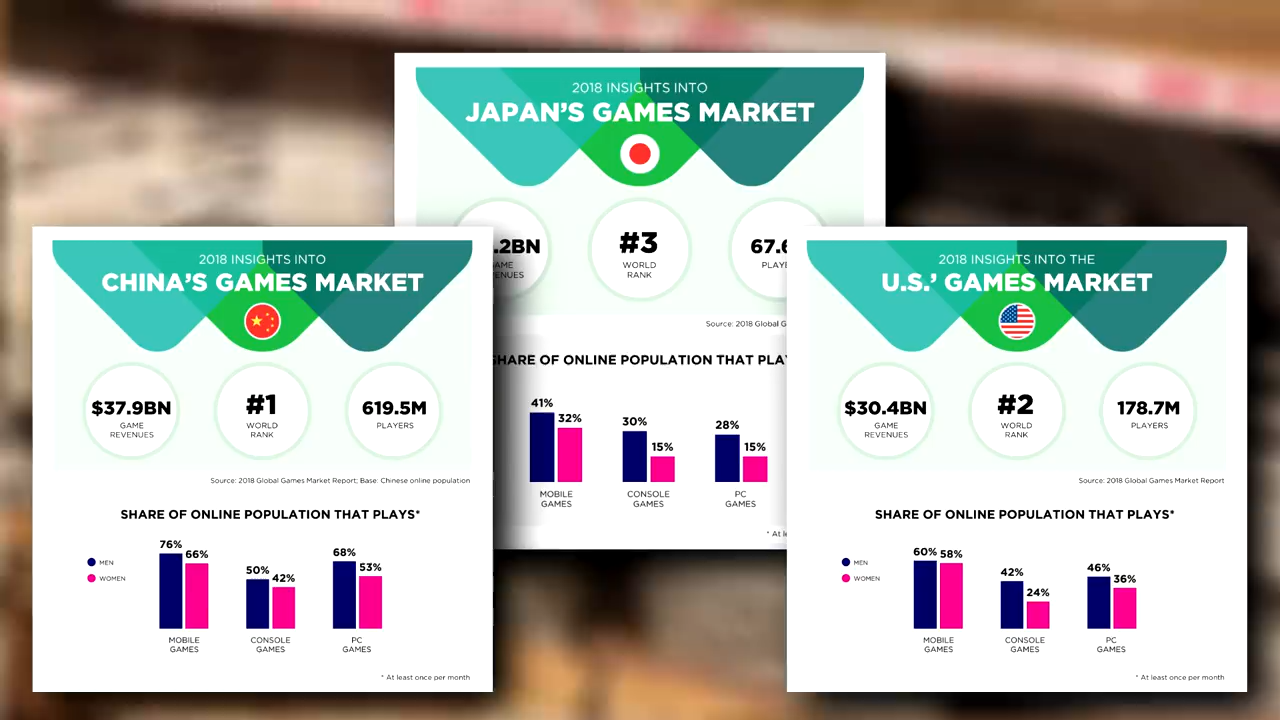 2018 INSIGHTS INTO
JAPAN'S GAMES MARKET
.2BN
#3
WORLD
RANK
67.6
Source: 2018 Global
SHARE OF ONLINE POPULATION THAT
41%
32%
30%
15%
28%
15%
MOBILE
GAMES
CONSOLE
GAMES
PC
GAMES
* At
2018 INSIGHTS INTO
CHINA'S GAMES MARKET
$37.9BN
GAME
REVENUES
#1
WORLD
RANK
619.5M
PLAYERS
Source: 2018 Global Games Market Report; Base: Chinese online population
SHARE OF ONLINE POPULATION THAT PLAYS*
MEN
WOMEN
76%
66%
50%
42%
68%
53%
MOBILE
GAMES
CONSOLE
GAMES
PC
GAMES
* At least once per month
2018 INSIGHTS INTO THE
U.S.' GAMES MARKET
$30.4BN
GAME
REVENUES
#2
WORLD
RANK
178.7M
PLAYERS
Source: 2018 Global Games Market Report
SHARE OF ONLINE POPULATION THAT PLAYS*
MEN
WOMEN
60%
58%
42%
24%
46%
36%
MOBILE
GAMES
CONSOLE
GAMES
PC
GAMES
* At least once per month